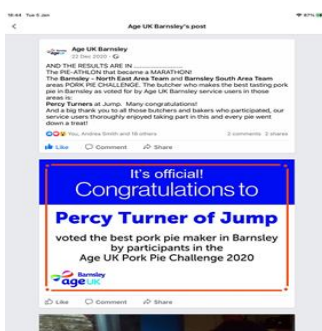 18:44 Tue 5 Jan
87%
Age UK Barnsley's post
Age UK Barnsley
22 Dec 2020
AND THE RESULTS ARE IN ...................
The PIE-ATHLON that became a MARATHON!
The Barnsley - North East Area Team and Barnsley South Area Team
areas PORK PIE CHALLENGE. The butcher who makes the best tasting pork
pie in Barnsley as voted for by Age UK Barnsley service users in those
areas is:
Percy Turners at Jump. Many congratulations!
And a big thank you to all those butchers and bakers who participated, our
service users thoroughly enjoyed taking part in this and every pie went
down a treat!
You, Andrea Smith and 18 others
2 comments 2 shares
Like Comment Share
It's official!
Congratulations to
Percy Turner of Jump
voted the best pork pie maker in Barnsley
by participants in the
Age UK Pork Pie Challenge 2020
Barnsley
age UK
Like Comment Share